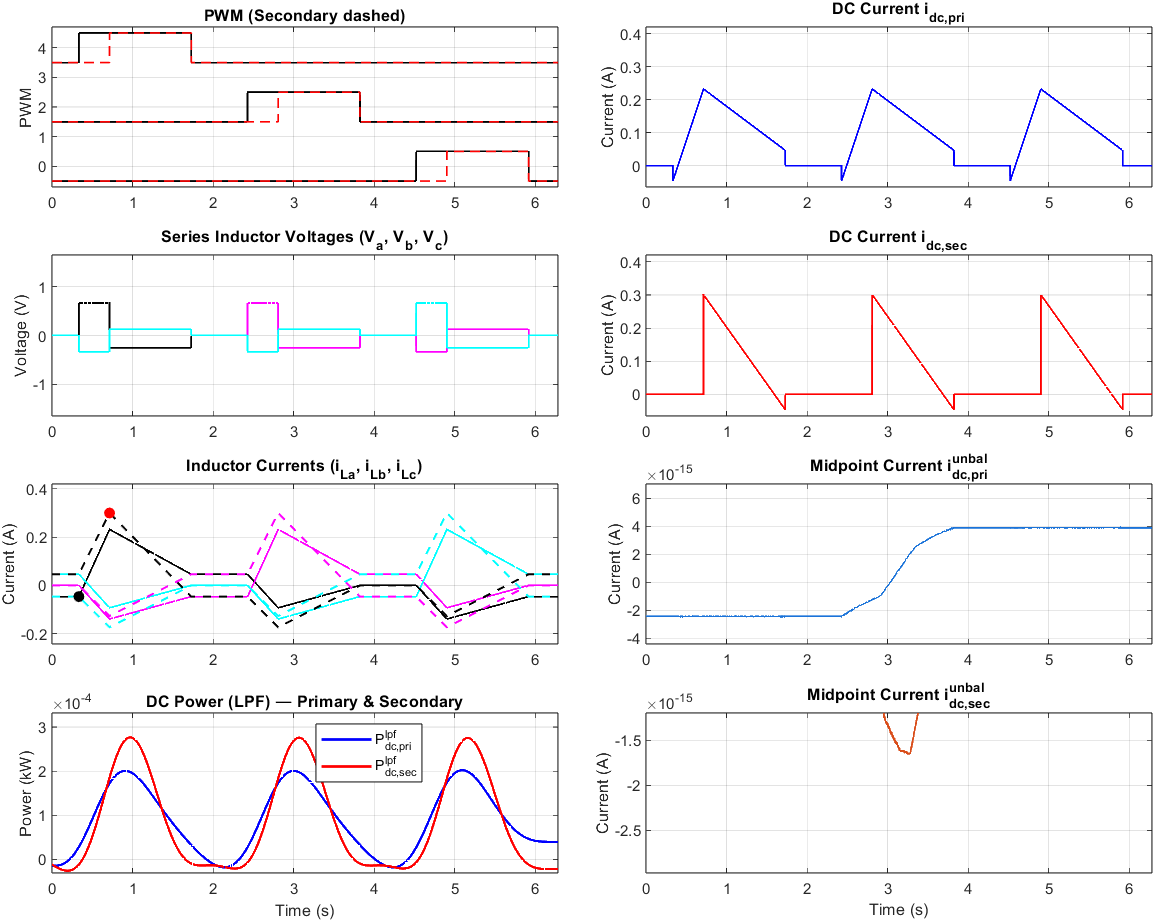 PWM (Secondary dashed)
PWM
4
3
2
1
0
0 1 2 3 4 5 6
DC Current i_dc,pri
Current (A)
0.4
0.3
0.2
0.1
0
0 1 2 3 4 5 6
Series Inductor Voltages (V_a, V_b, V_c)
Voltage (V)
1
0
-1
0 1 2 3 4 5 6
DC Current i_dc,sec
Current (A)
0.4
0.3
0.2
0.1
0
0 1 2 3 4 5 6
Inductor Currents (i_La, i_Lb, i_Lc)
Current (A)
0.4
0.2
0
-0.2
0 1 2 3 4 5 6
Midpoint Current i_dc,pri^unbal
×10^-15
Current (A)
6
4
2
0
-2
-4
0 1 2 3 4 5 6
DC Power (LPF) — Primary & Secondary
×10^-4
Power (kW)
3
2
1
0
P_dc,pri^lpf
P_dc,sec^lpf
0 1 2 3 4 5 6
Time (s)
Midpoint Current i_dc,sec^unbal
×10^-15
Current (A)
-1.5
-2
-2.5
0 1 2 3 4 5 6
Time (s)